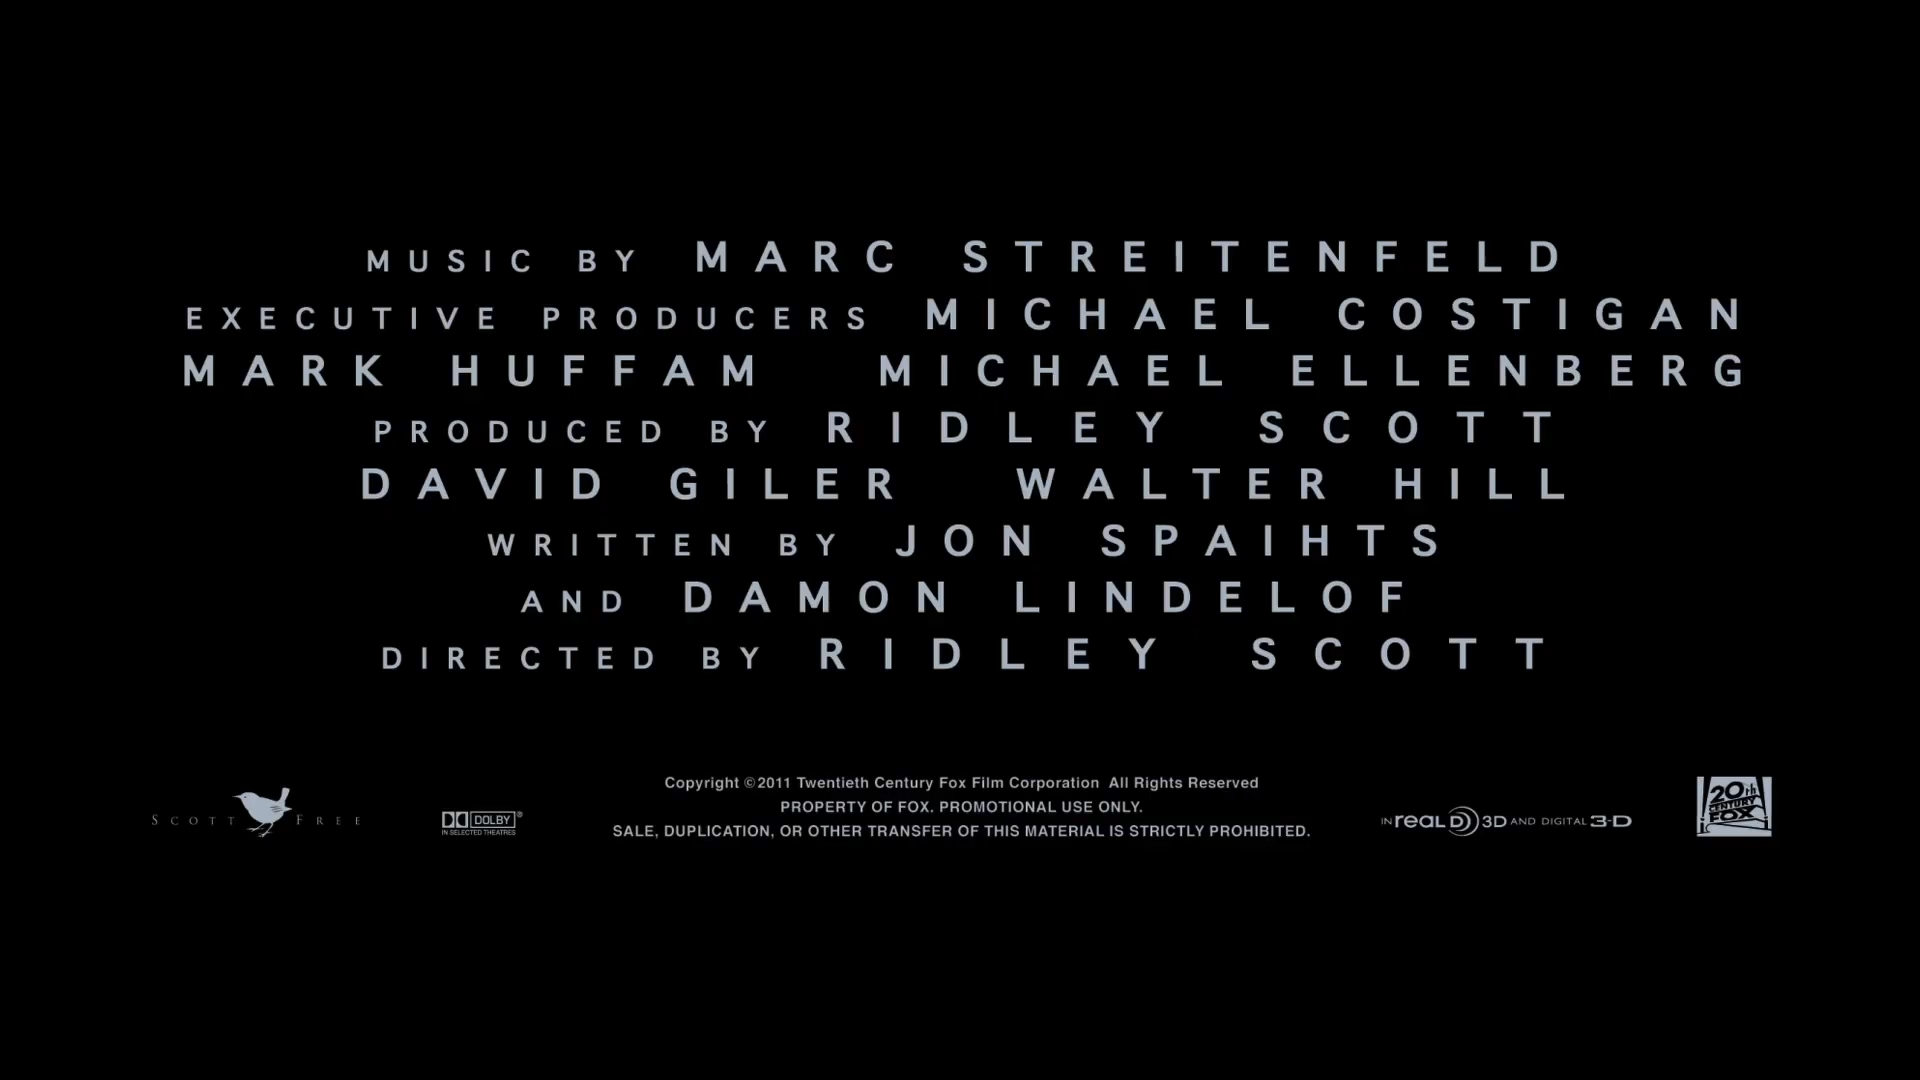 MUSIC BY MARC STREITENFELD
EXECUTIVE PRODUCERS MICHAEL COSTIGAN
MARK HUFFAM MICHAEL ELLENBERG
PRODUCED BY RIDLEY SCOTT
DAVID GILER WALTER HILL
WRITTEN BY JON SPAIHTS
AND DAMON LINDELOF
DIRECTED BY RIDLEY SCOTT
SCOTT FREE
DOLBY®
IN SELECTED THEATRES
Copyright ©2011 Twentieth Century Fox Film Corporation All Rights Reserved
PROPERTY OF FOX. PROMOTIONAL USE ONLY.
SALE, DUPLICATION, OR OTHER TRANSFER OF THIS MATERIAL IS STRICTLY PROHIBITED.
IN REAL D 3D AND DIGITAL 3-D
20th
CENTURY
FOX